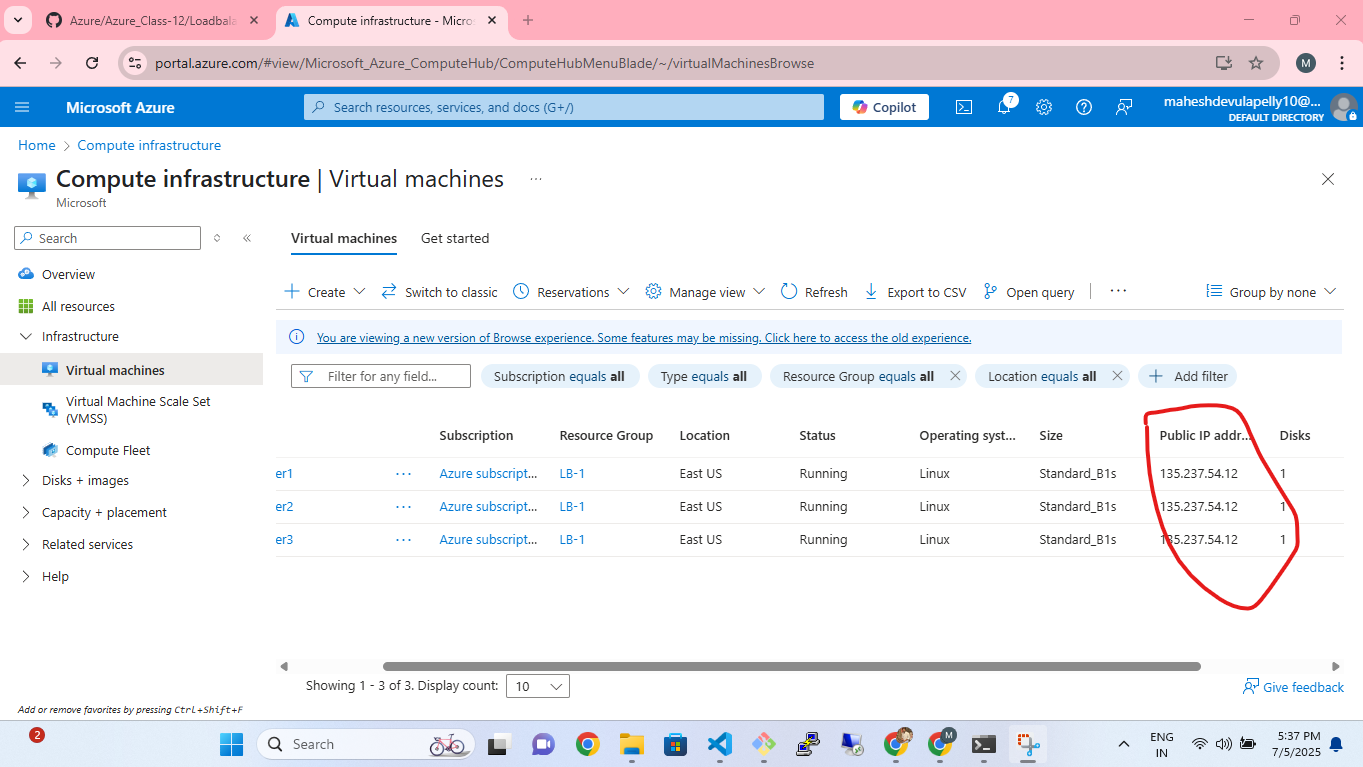 Azure/Azure_Class-12/Loadbala
Compute infrastructure - Micros
portal.azure.com/#view/Microsoft_Azure_ComputeHub/ComputeHubMenuBlade/~/virtualMachinesBrowse
M
Microsoft Azure
Search resources, services, and docs (G+/)
Copilot
7
maheshdevulapelly10@...
DEFAULT DIRECTORY
Home > Compute infrastructure
Compute infrastructure | Virtual machines ...
Microsoft
Search
Overview
All resources
Infrastructure
Virtual machines
Virtual Machine Scale Set
(VMSS)
Compute Fleet
Disks + images
Capacity + placement
Related services
Help
Add or remove favorites by pressing Ctrl+Shift+F
Virtual machines Get started
Create Switch to classic Reservations Manage view Refresh Export to CSV Open query ... Group by none
You are viewing a new version of Browse experience. Some features may be missing. Click here to access the old experience.
Filter for any field... Subscription equals all Type equals all Resource Group equals all Location equals all Add filter
Subscription Resource Group Location Status Operating syst... Size Public IP addr... Disks
er1 ... Azure subscript... LB-1 East US Running Linux Standard_B1s 135.237.54.12 1
er2 ... Azure subscript... LB-1 East US Running Linux Standard_B1s 135.237.54.12 1
er3 ... Azure subscript... LB-1 East US Running Linux Standard_B1s 135.237.54.12 1
Showing 1 - 3 of 3. Display count: 10
Give feedback
2
Search
M
ENG
IN
5:37 PM
7/5/2025